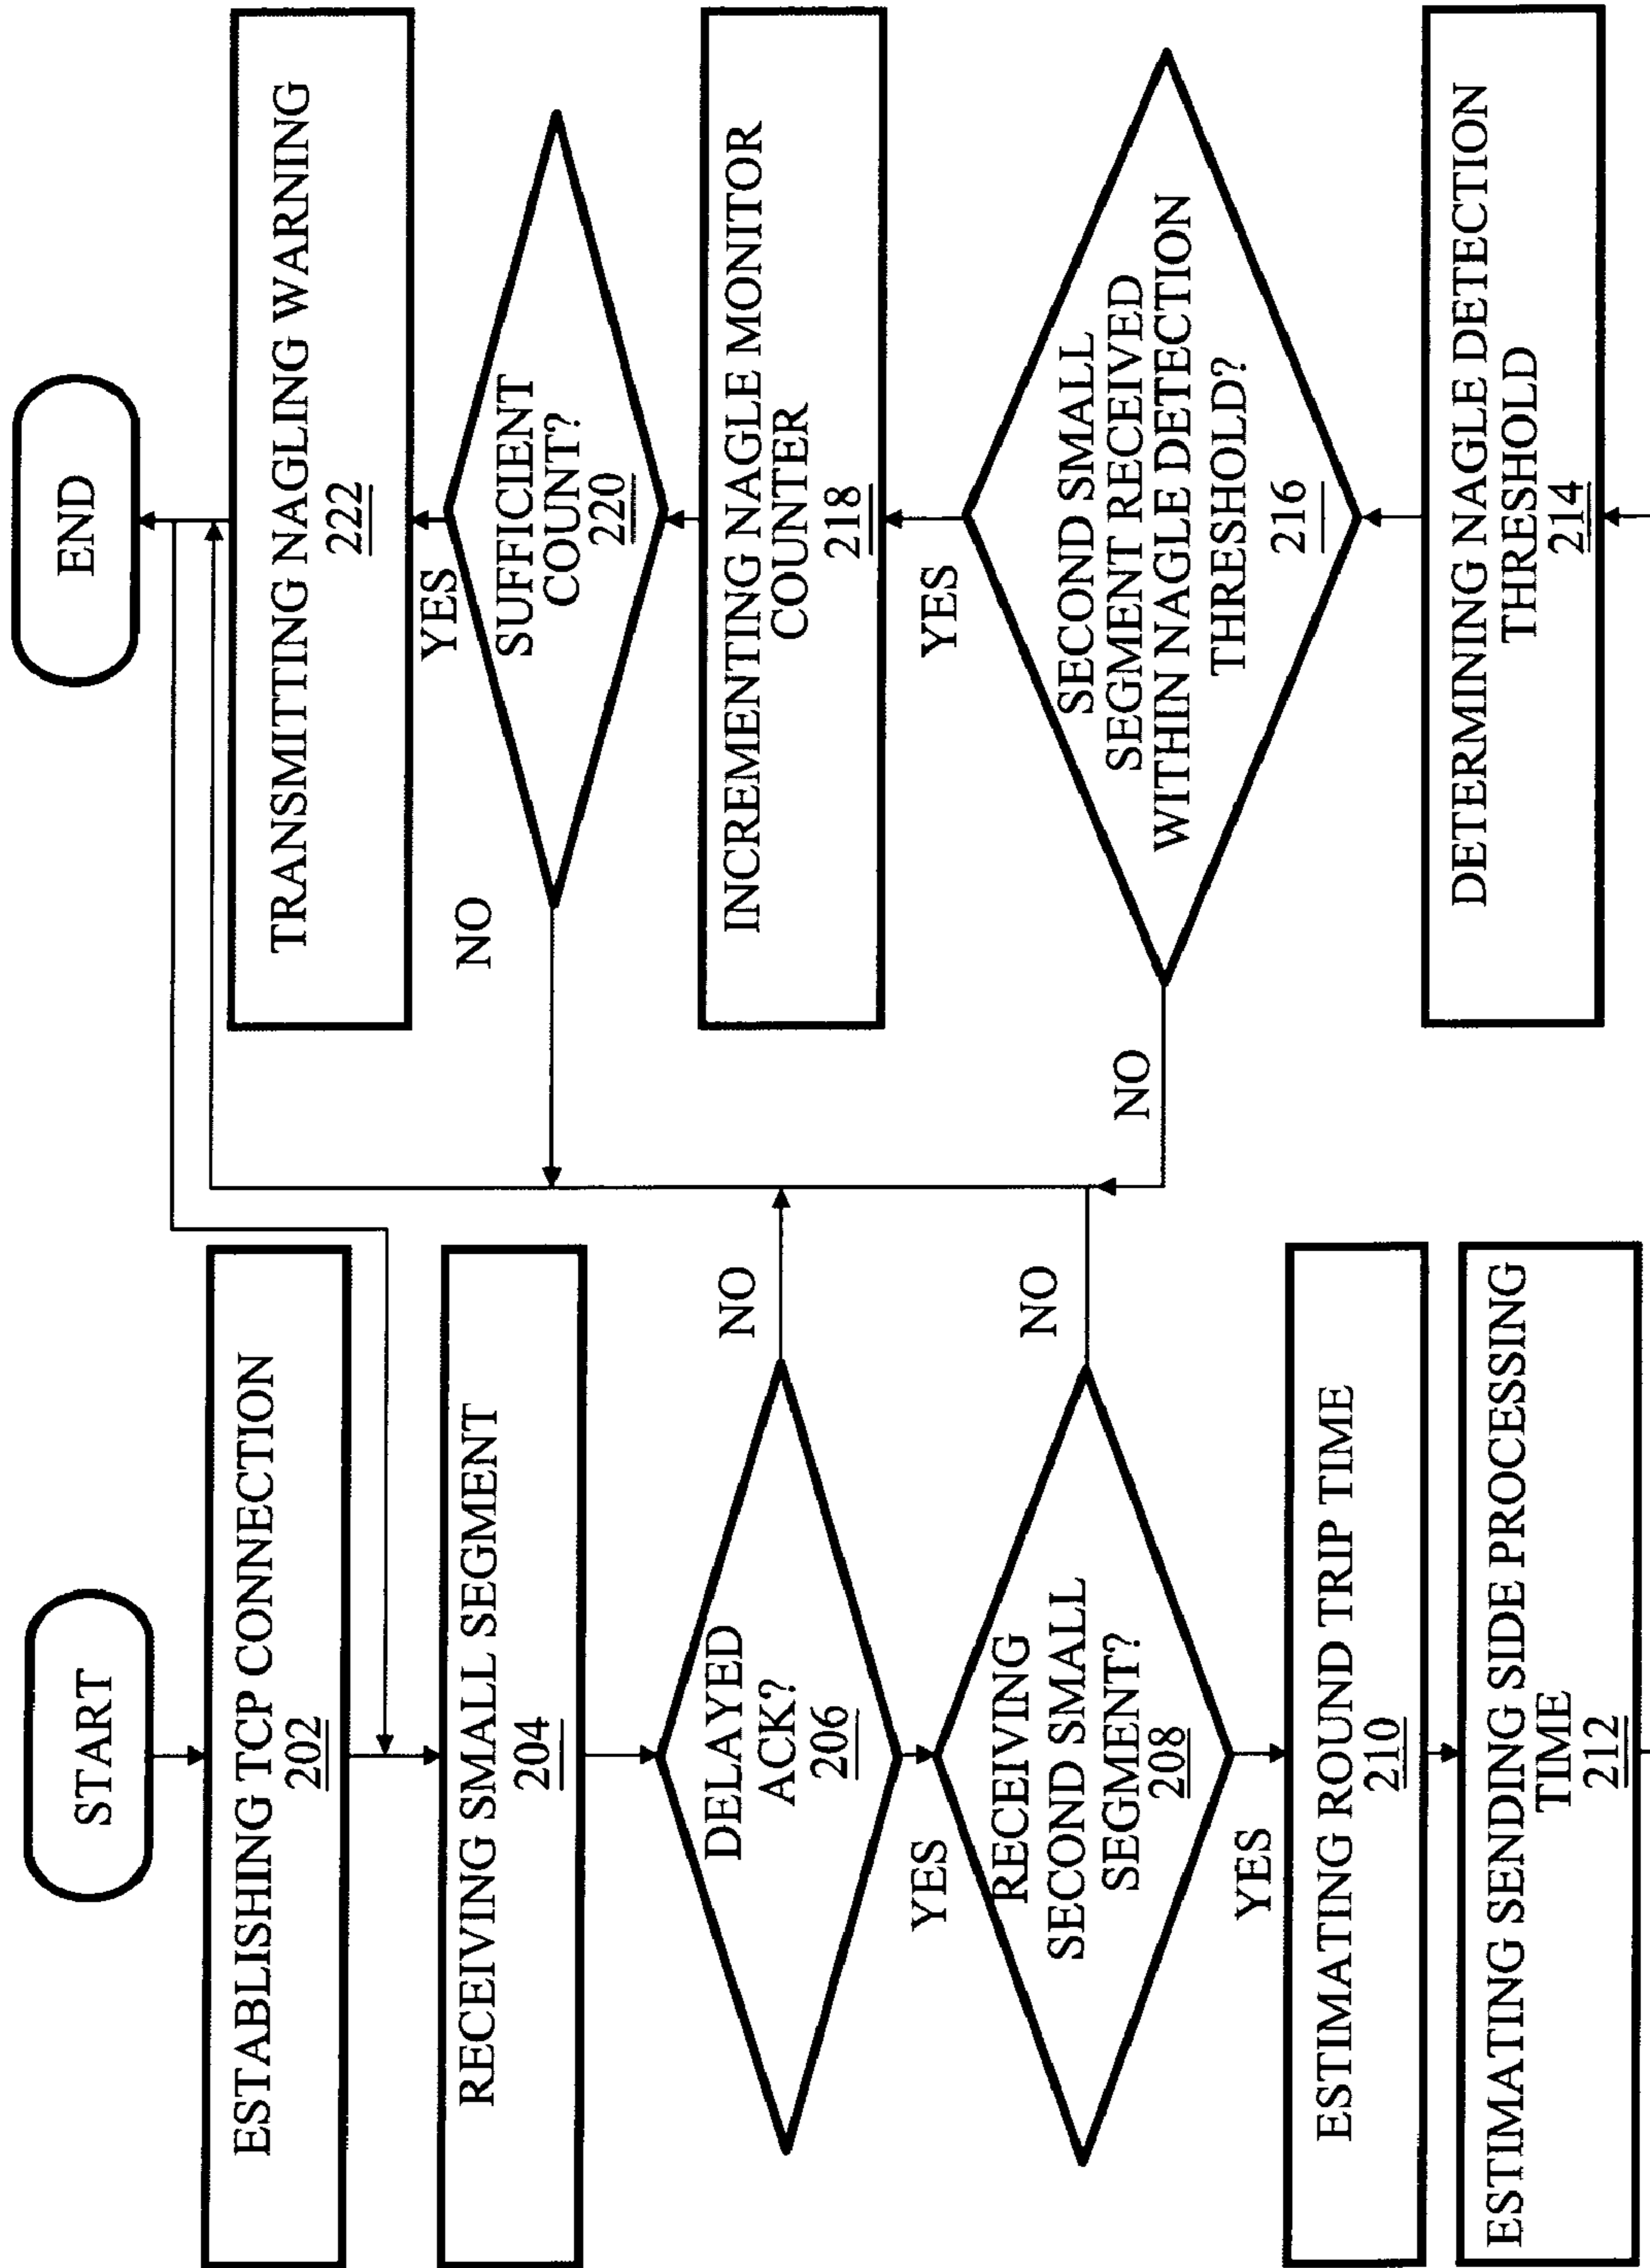 START
ESTABLISHING TCP CONNECTION
202
RECEIVING SMALL SEGMENT
204
DELAYED
ACK?
206
NO
YES
RECEIVING
SECOND SMALL
SEGMENT?
208
NO
YES
ESTIMATING ROUND TRIP TIME
210
ESTIMATING SENDING SIDE PROCESSING
TIME
212
DETERMINING NAGLE DETECTION
THRESHOLD
214
SECOND SMALL
SEGMENT RECEIVED
WITHIN NAGLE DETECTION
THRESHOLD?
216
NO
YES
INCREMENTING NAGLE MONITOR
COUNTER
218
SUFFICIENT
COUNT?
220
NO
YES
TRANSMITTING NAGLING WARNING
222
END